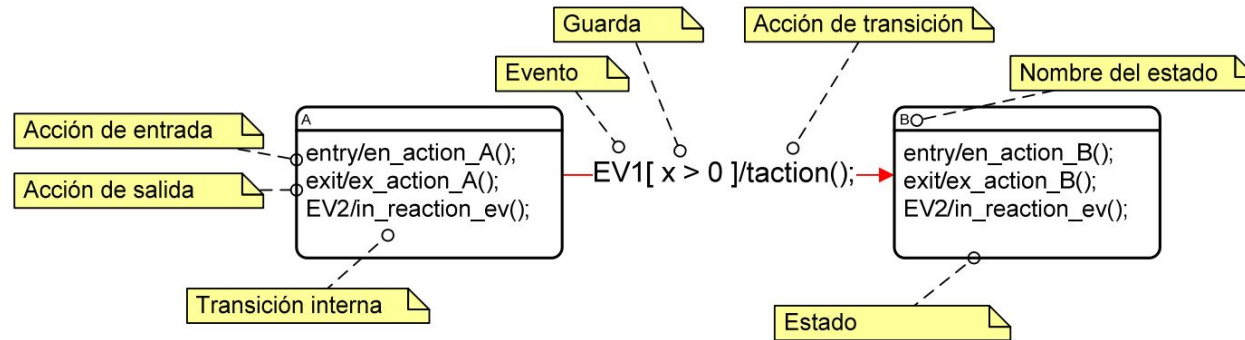 Guarda
Acción de transición
Evento
Nombre del estado
Acción de entrada
Acción de salida
A
entry/en_action_A();
exit/ex_action_A();
EV2/in_reaction_ev();
EV1[ x > 0 ]/taction();
B
entry/en_action_B();
exit/ex_action_B();
EV2/in_reaction_ev();
Transición interna
Estado